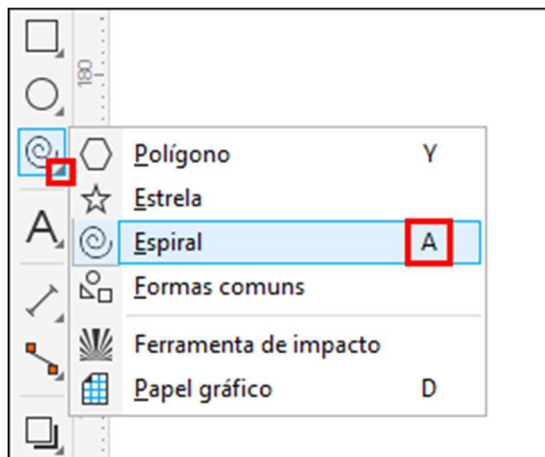 180
Polígono Y
Estrela
Espiral A
Formas comuns
Ferramenta de impacto
Papel gráfico D